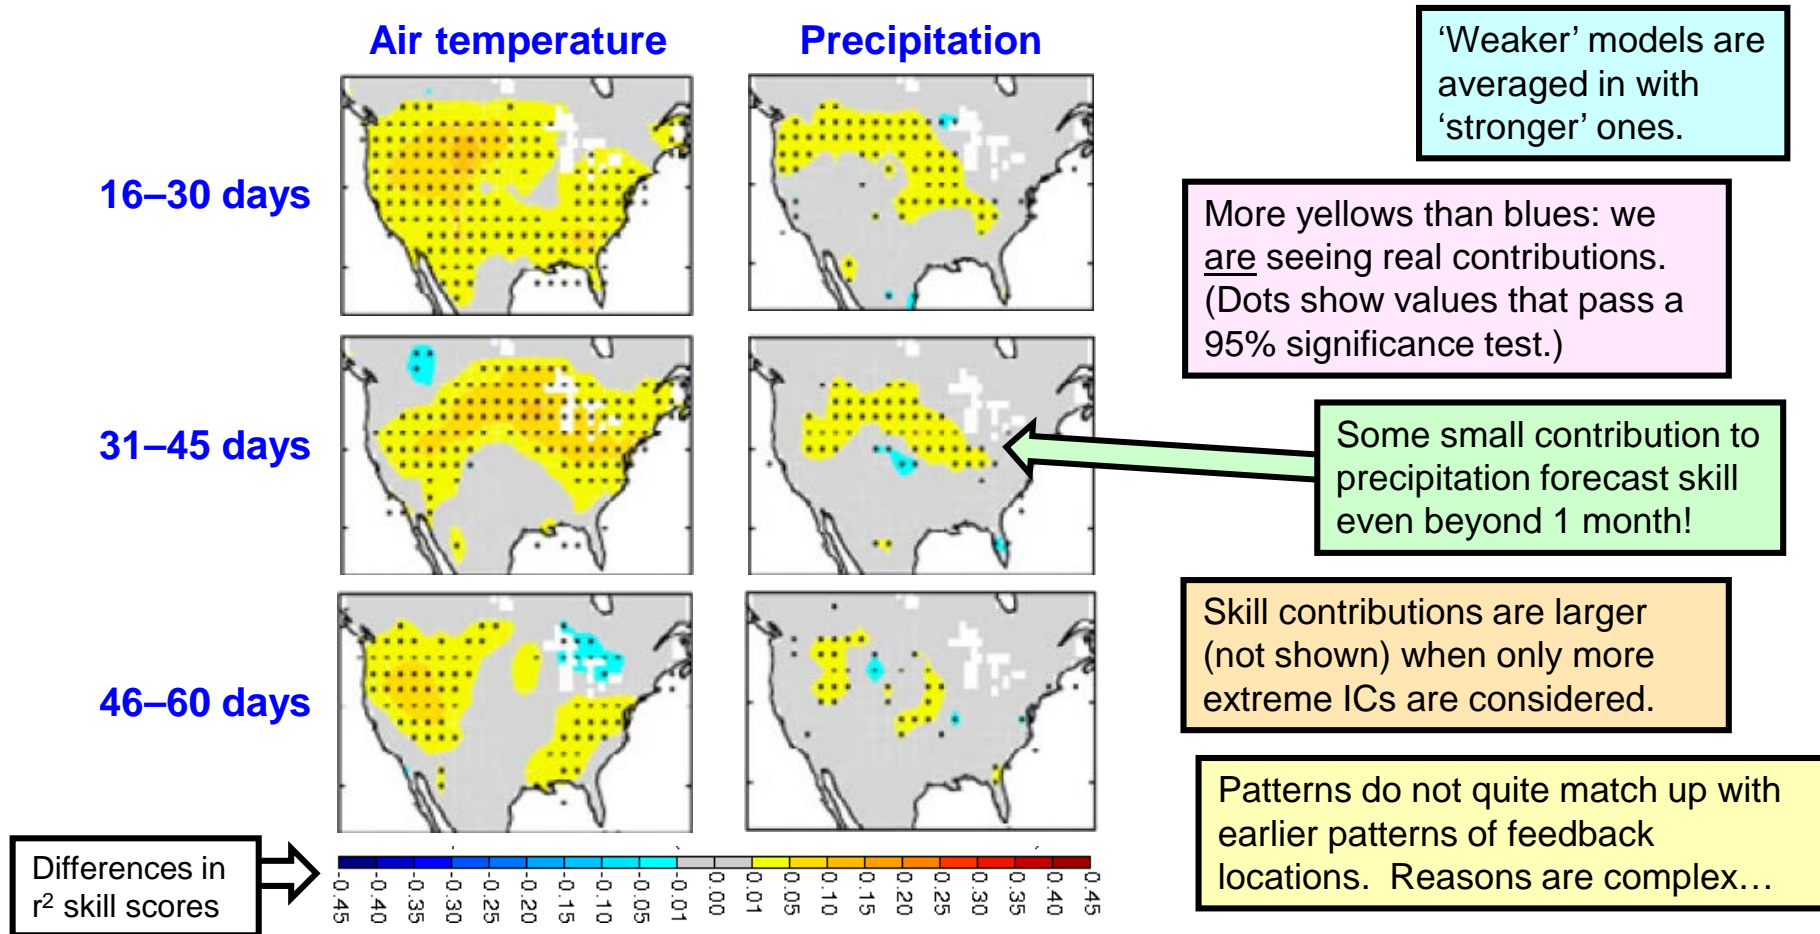 Air temperature
Precipitation
16–30 days
31–45 days
46–60 days
‘Weaker’ models are
averaged in with
‘stronger’ ones.
More yellows than blues: we
are seeing real contributions.
(Dots show values that pass a
95% significance test.)
Some small contribution to
precipitation forecast skill
even beyond 1 month!
Skill contributions are larger
(not shown) when only more
extreme ICs are considered.
Patterns do not quite match up with
earlier patterns of feedback
locations.  Reasons are complex…
Differences in
r² skill scores
-0.45
-0.40
-0.35
-0.30
-0.25
-0.20
-0.15
-0.10
-0.05
-0.01
0.00
0.01
0.05
0.10
0.15
0.20
0.25
0.30
0.35
0.40
0.45